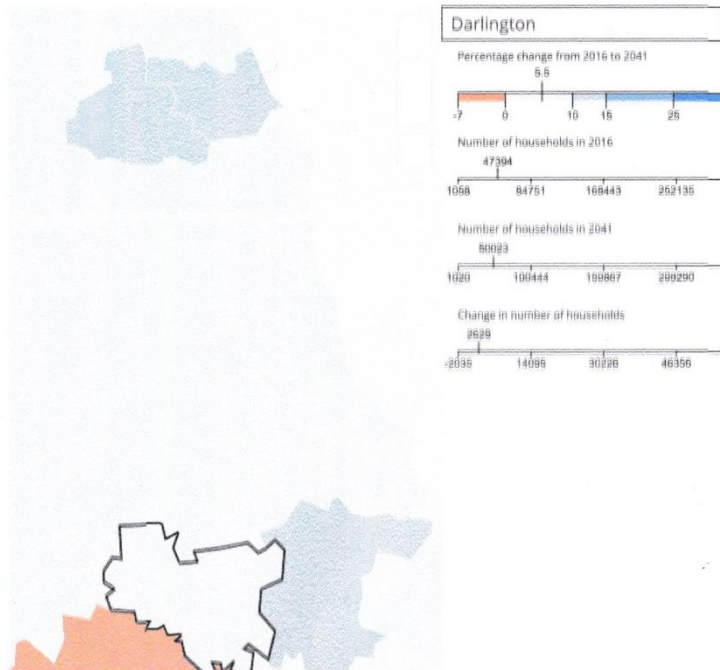 Darlington
Percentage change from 2016 to 2041
5.5
-7 0 10 15 25
Number of households in 2016
47394
1058 84751 168443 252135
Number of households in 2041
50023
1020 100444 199867 299290
Change in number of households
2629
-2035 14095 30226 46356